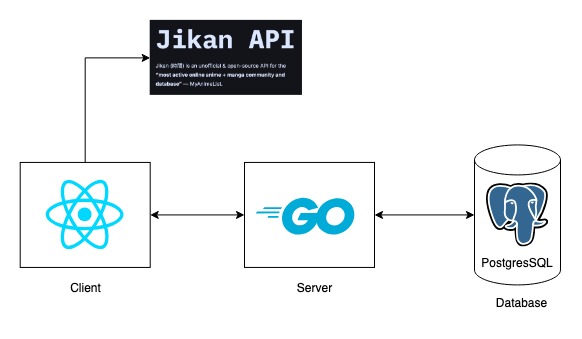 Jikan API
Jikan (時間) is an unofficial & open-source API for the
"most active online anime + manga community and
database" — MyAnimeList.
GO
PostgresSQL
Client
Server
Database